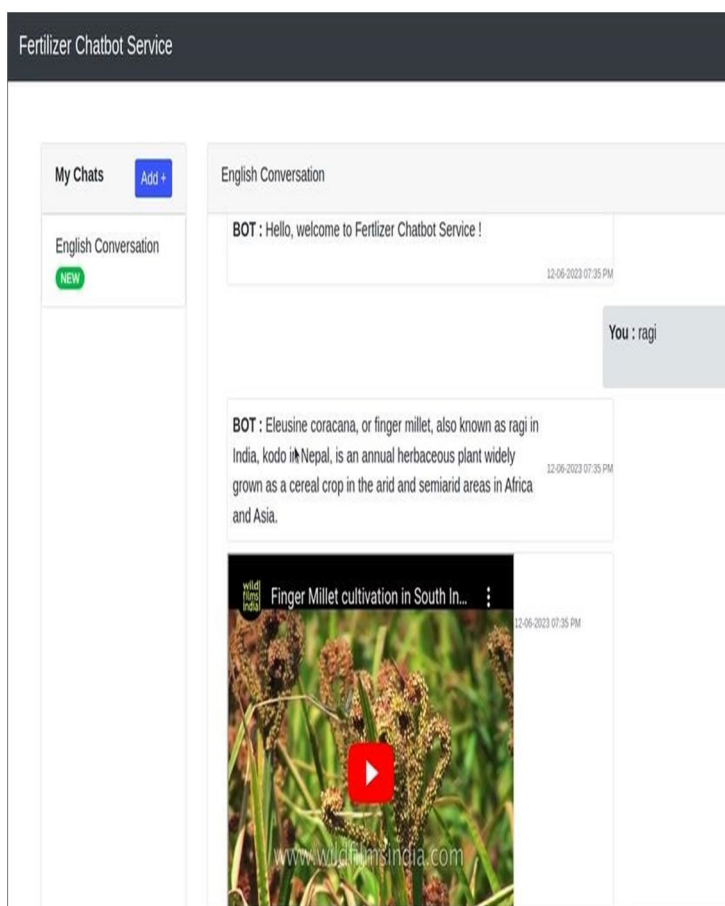 Fertilizer Chatbot Service
My Chats
Add +
English Conversation
NEW
English Conversation
BOT : Hello, welcome to Fertlizer Chatbot Service !
12-06-2023 07:35 PM
You : ragi
BOT : Eleusine coracana, or finger millet, also known as ragi in
India, kodo in Nepal, is an annual herbaceous plant widely
grown as a cereal crop in the arid and semiarid areas in Africa
and Asia.
12-06-2023 07:35 PM
wild films india
Finger Millet cultivation in South In...
12-06-2023 07:35 PM
www.wildfilmsindia.com